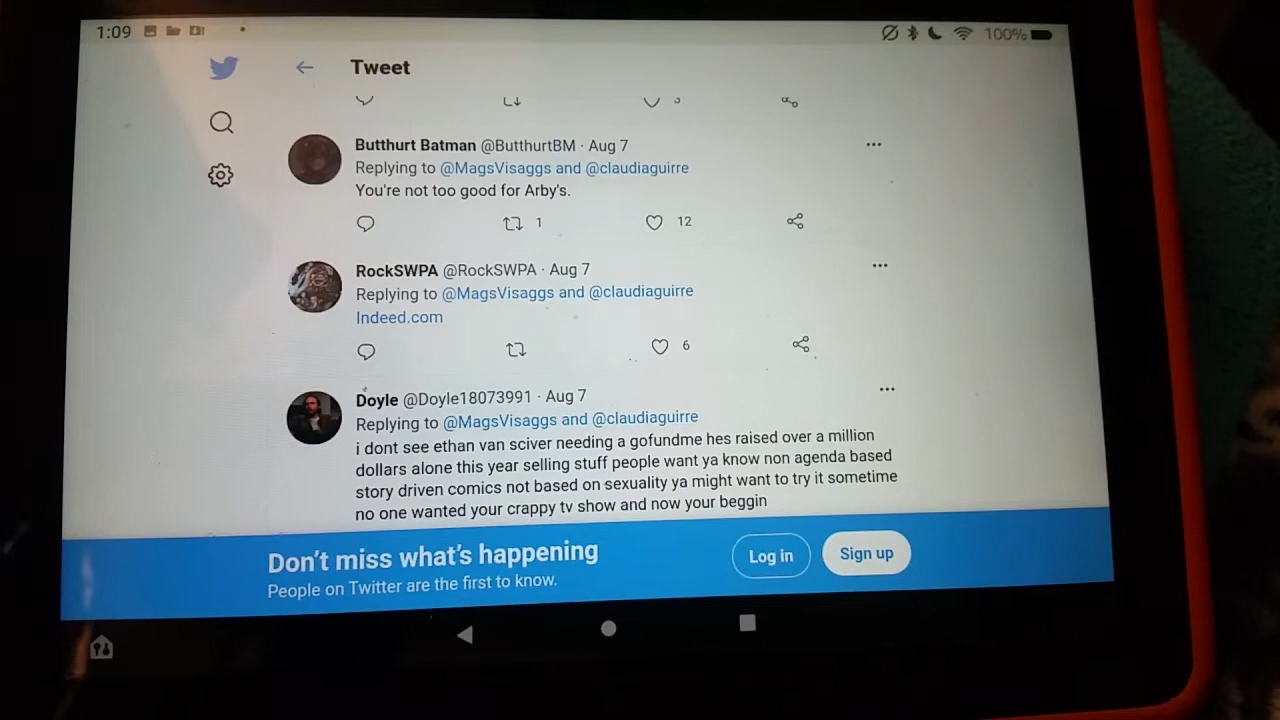 1:09 100%
Tweet
3
Butthurt Batman @ButthurtBM · Aug 7
Replying to @MagsVisaggs and @claudiaguirre
You're not too good for Arby's.
1 12
RockSWPA @RockSWPA · Aug 7
Replying to @MagsVisaggs and @claudiaguirre
Indeed.com
6
Doyle @Doyle18073991 · Aug 7
Replying to @MagsVisaggs and @claudiaguirre
i dont see ethan van sciver needing a gofundme hes raised over a million
dollars alone this year selling stuff people want ya know non agenda based
story driven comics not based on sexuality ya might want to try it sometime
no one wanted your crappy tv show and now your beggin
Don't miss what's happening
People on Twitter are the first to know.
Log in
Sign up